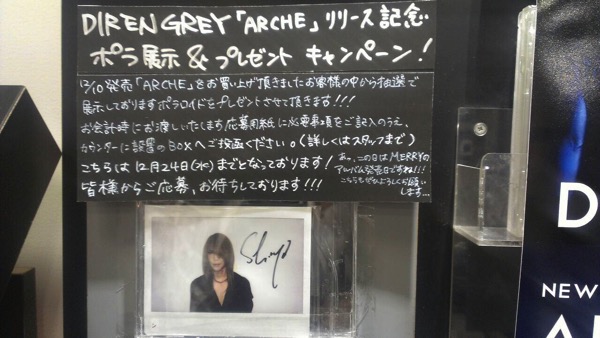 DIR EN GREY「ARCHE」リリース記念
ポラ展示 & プレゼント キャンペーン!
12/10発売「ARCHE」をお買い上げ頂きましたお客様の中から抽選で
展示しておりますポラロイドをプレゼントさせて頂きます!!!
お会計時にお渡しいたします応募用紙に必要事項をご記入のうえ、
カウンターに設置のBOXへご投函ください。(詳しくはスタッフまで)
こちらは12月24日(水)までとなっております!
あっ、この日はMERRYの
アルバム発売日ですね!!!
こちらもぜひよろしくお願い
します…
皆様からご応募、お待ちしております!!!
Shinya
D
NEW